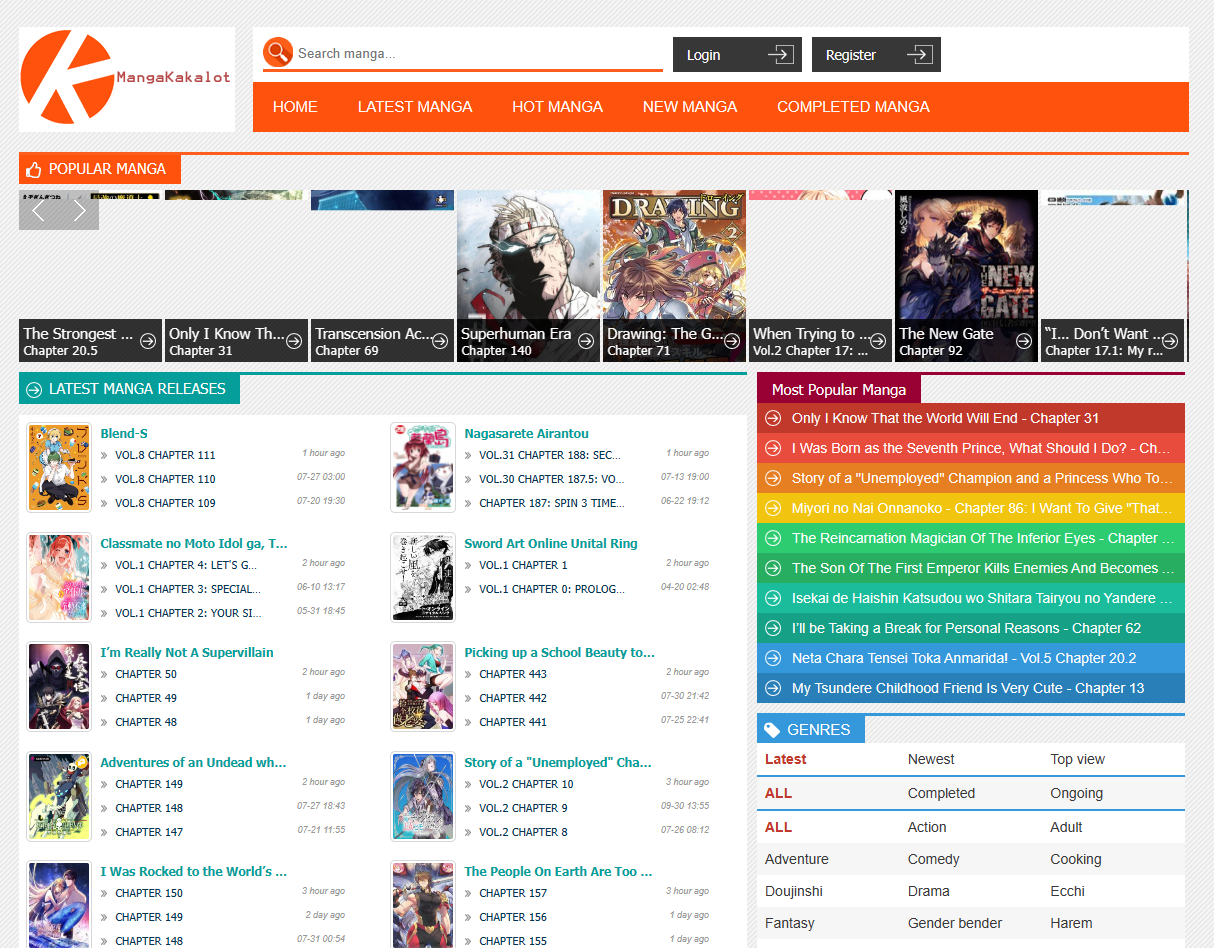 MangaKakalot
Search manga...
Login
Register
HOME
LATEST MANGA
HOT MANGA
NEW MANGA
COMPLETED MANGA
POPULAR MANGA
The Strongest ...
Chapter 20.5
Only I Know Th...
Chapter 31
Transcension Ac...
Chapter 69
Superhuman Era
Chapter 140
DRAWING
2
Drawing: The G...
Chapter 71
When Trying to ...
Vol.2 Chapter 17: ...
風波しのぎ
THE NEW GATE
ザ・ニュー・ゲート
The New Gate
Chapter 92
“I... Don’t Want ...
Chapter 17.1: My r...
LATEST MANGA RELEASES
Blend-S
VOL.8 CHAPTER 111
1 hour ago
VOL.8 CHAPTER 110
07-27 03:00
VOL.8 CHAPTER 109
07-20 19:30
Nagasarete Airantou
VOL.31 CHAPTER 188: SEC...
1 hour ago
VOL.30 CHAPTER 187.5: VO...
07-13 19:00
CHAPTER 187: SPIN 3 TIME...
06-22 19:12
Classmate no Moto Idol ga, T...
VOL.1 CHAPTER 4: LET'S G...
2 hour ago
VOL.1 CHAPTER 3: SPECIAL...
06-10 13:17
VOL.1 CHAPTER 2: YOUR SI...
05-31 18:45
Sword Art Online Unital Ring
VOL.1 CHAPTER 1
2 hour ago
VOL.1 CHAPTER 0: PROLOG...
04-20 02:48
I’m Really Not A Supervillain
CHAPTER 50
2 hour ago
CHAPTER 49
1 day ago
CHAPTER 48
1 day ago
Picking up a School Beauty to...
CHAPTER 443
2 hour ago
CHAPTER 442
07-30 21:42
CHAPTER 441
07-25 22:41
Adventures of an Undead wh...
CHAPTER 149
2 hour ago
CHAPTER 148
07-27 18:43
CHAPTER 147
07-21 11:55
Story of a "Unemployed" Cha...
VOL.2 CHAPTER 10
3 hour ago
VOL.2 CHAPTER 9
09-30 13:55
VOL.2 CHAPTER 8
07-26 08:12
I Was Rocked to the World’s ...
CHAPTER 150
3 hour ago
CHAPTER 149
2 day ago
CHAPTER 148
07-31 00:54
The People On Earth Are Too ...
CHAPTER 157
3 hour ago
CHAPTER 156
1 day ago
CHAPTER 155
1 day ago
Most Popular Manga
Only I Know That the World Will End - Chapter 31
I Was Born as the Seventh Prince, What Should I Do? - Ch...
Story of a "Unemployed" Champion and a Princess Who To...
Miyori no Nai Onnanoko - Chapter 86: I Want To Give "That...
The Reincarnation Magician Of The Inferior Eyes - Chapter ...
The Son Of The First Emperor Kills Enemies And Becomes ...
Isekai de Haishin Katsudou wo Shitara Tairyou no Yandere ...
I’ll be Taking a Break for Personal Reasons - Chapter 62
Neta Chara Tensei Toka Anmarida! - Vol.5 Chapter 20.2
My Tsundere Childhood Friend Is Very Cute - Chapter 13
GENRES
Latest
Newest
Top view
ALL
Completed
Ongoing
ALL
Action
Adult
Adventure
Comedy
Cooking
Doujinshi
Drama
Ecchi
Fantasy
Gender bender
Harem